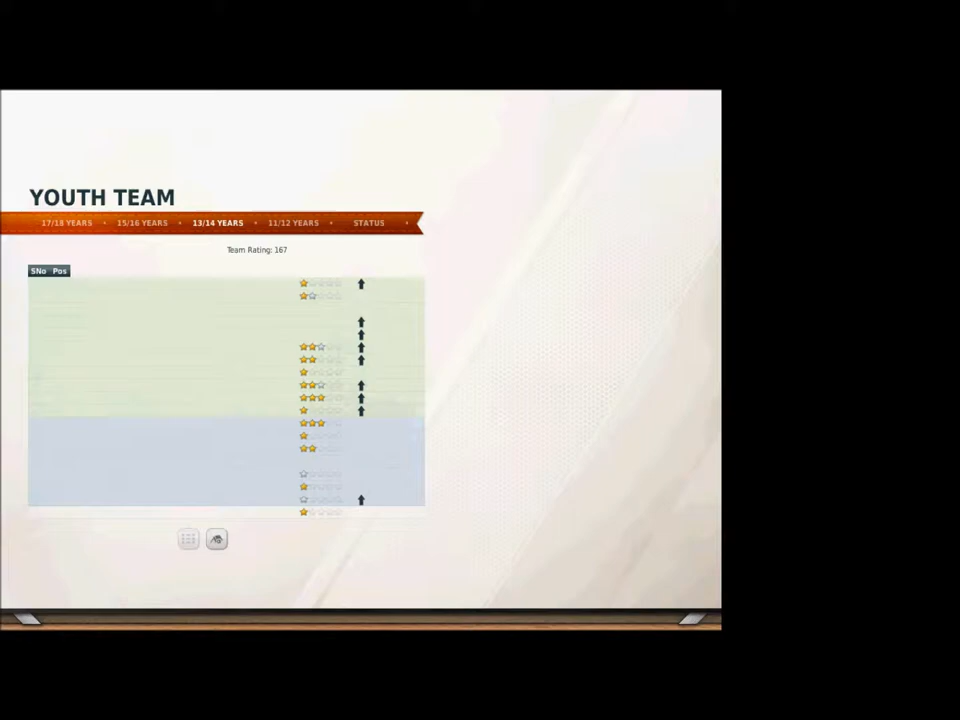 YOUTH TEAM
17/18 YEARS • 15/16 YEARS • 13/14 YEARS • 11/12 YEARS • STATUS •
Team Rating: 167
SNo Pos